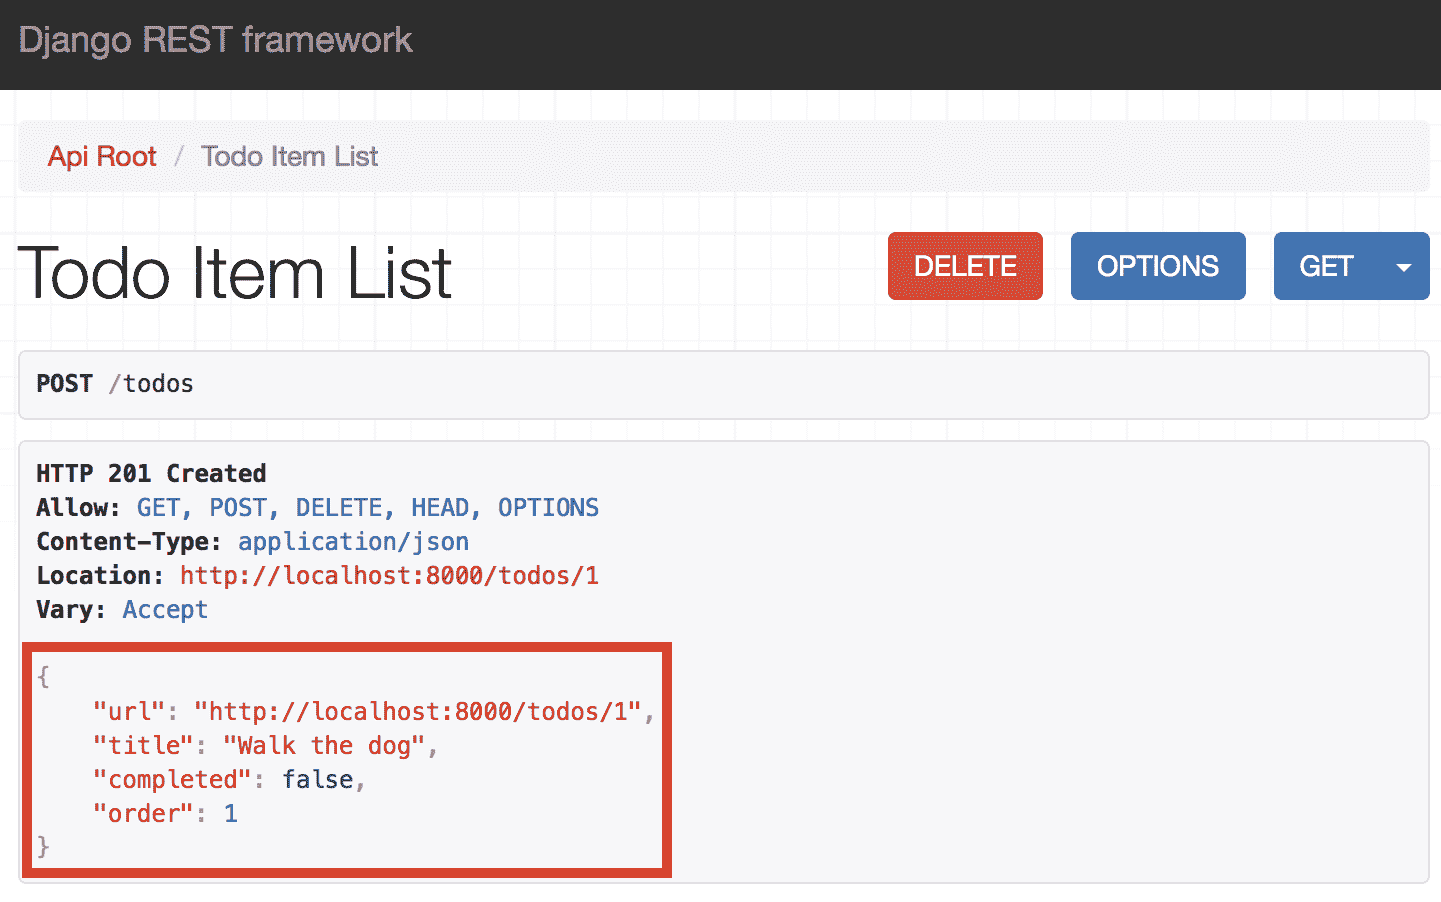 Django REST framework
Api Root / Todo Item List
Todo Item List
DELETE
OPTIONS
GET
POST /todos
HTTP 201 Created
Allow: GET, POST, DELETE, HEAD, OPTIONS
Content-Type: application/json
Location: http://localhost:8000/todos/1
Vary: Accept
{
    "url": "http://localhost:8000/todos/1",
    "title": "Walk the dog",
    "completed": false,
    "order": 1
}